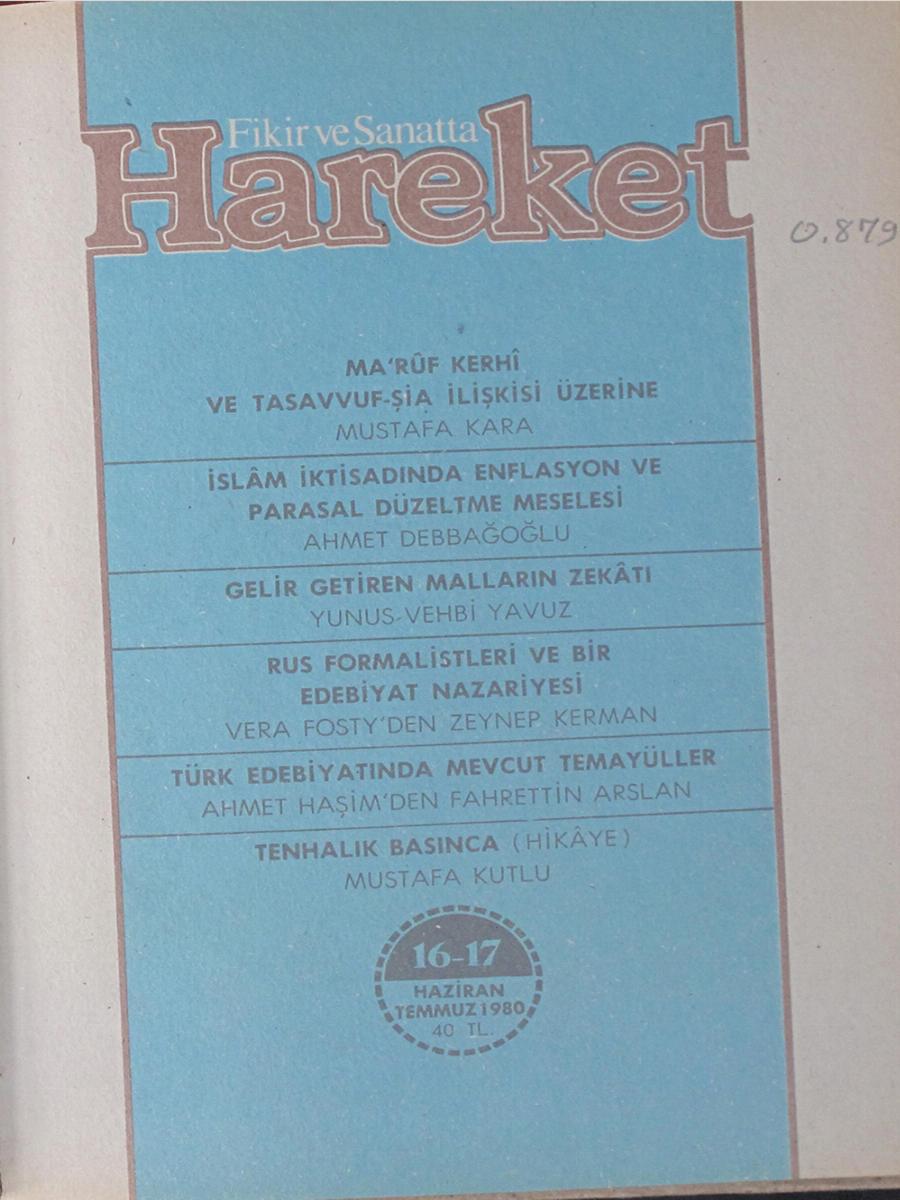 Fikir ve Sanatta
Hareket
0.879
MA'RÛF KERHÎ
VE TASAVVUF-ŞİA İLİŞKİSİ ÜZERİNE
MUSTAFA KARA
İSLÂM İKTİSADINDA ENFLASYON VE
PARASAL DÜZELTME MESELESİ
AHMET DEBBAĞOĞLU
GELİR GETİREN MALLARIN ZEKÂTI
YUNUS-VEHBİ YAVUZ
RUS FORMALİSTLERİ VE BİR
EDEBİYAT NAZARİYESİ
VERA FOSTY'DEN ZEYNEP KERMAN
TÜRK EDEBİYATINDA MEVCUT TEMAYÜLLER
AHMET HAŞİM'DEN FAHRETTİN ARSLAN
TENHALIK BASINCA (HİKÂYE)
MUSTAFA KUTLU
16-17
HAZİRAN
TEMMUZ 1980
40 TL.